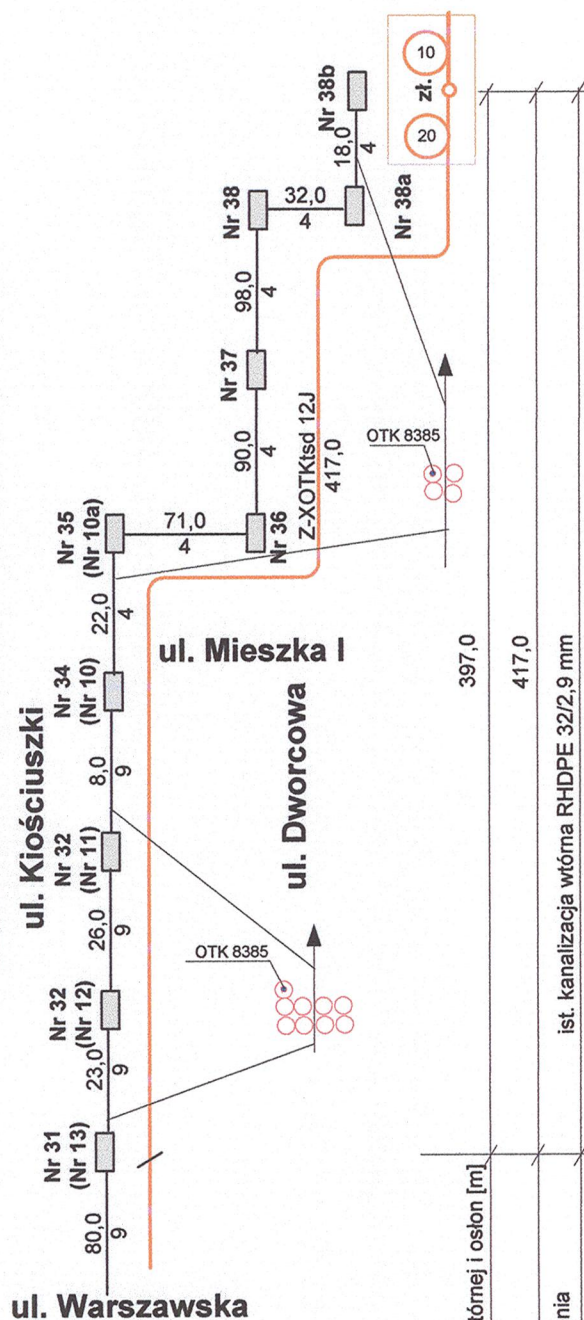 ul. Kiościuszki
ul. Warszawska
80,0
9
Nr 31
(Nr 13)
23,0
9
Nr 32
(Nr 12)
26,0
9
Nr 32
(Nr 11)
8,0
9
Nr 34
(Nr 10)
22,0
4
Nr 35
(Nr 10a)
71,0
4
Nr 36
90,0
4
Nr 37
98,0
4
Nr 38
32,0
4
Nr 38a
18,0
4
Nr 38b
10
zł.
20
Z-XOTKtsd 12J
417,0
ul. Mieszka I
ul. Dworcowa
OTK 8385
OTK 8385
397,0
417,0
ist. kanalizacja wtórna RHDPE 32/2,9 mm
tórnej i osłon [m]
nia